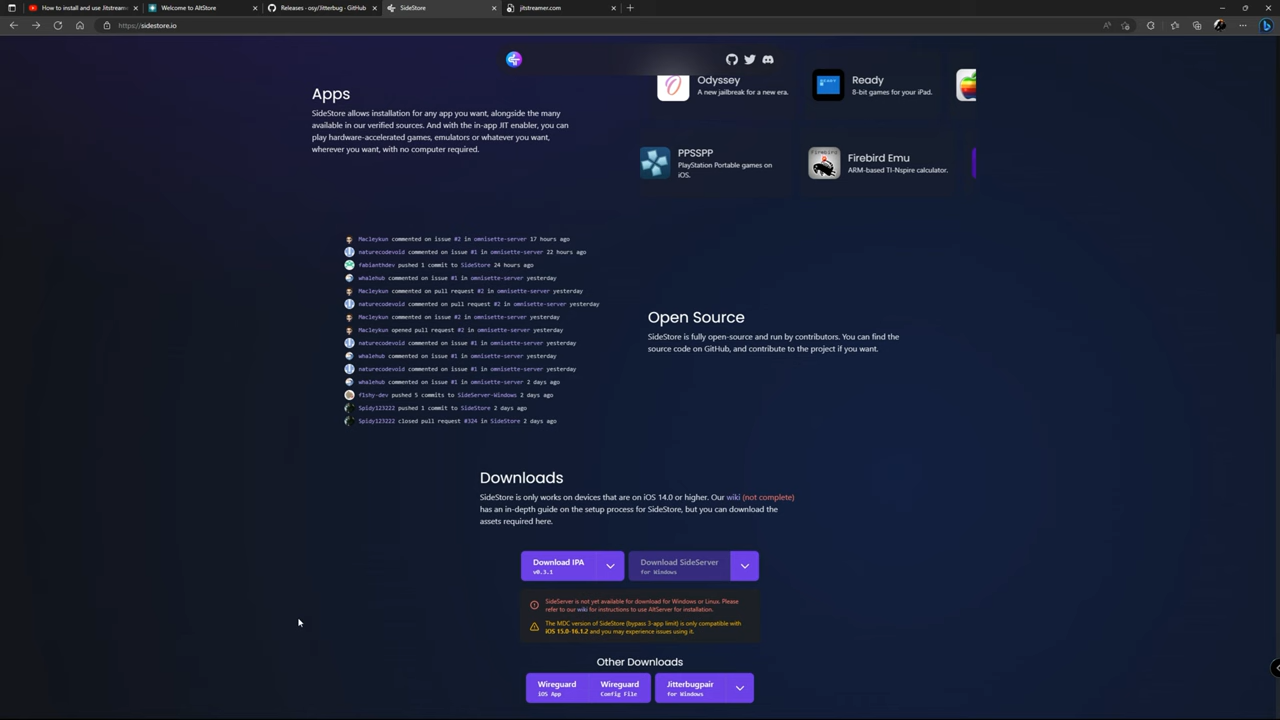 How to install and use Jitstream
Welcome to AltStore
Releases · osy/Jitterbug · GitHub
SideStore
jitstreamer.com
https://sidestore.io
Apps
SideStore allows installation for any app you want, alongside the many
available in our verified sources. And with the in-app JIT enabler, you can
play hardware-accelerated games, emulators or whatever you want,
wherever you want, with no computer required.
Odyssey
A new jailbreak for a new era.
Ready
8-bit games for your iPad.
PPSSPP
PlayStation Portable games on
iOS.
Firebird Emu
ARM-based TI-Nspire calculator.
Macleykun commented on issue #2 in omnisette-server 17 hours ago
naturecodevoid commented on issue #1 in omnisette-server 22 hours ago
fabianthdev pushed 1 commit to SideStore 24 hours ago
whalehub commented on issue #1 in omnisette-server yesterday
Macleykun commented on pull request #2 in omnisette-server yesterday
naturecodevoid commented on pull request #2 in omnisette-server yesterday
Macleykun commented on issue #2 in omnisette-server yesterday
Macleykun opened pull request #2 in omnisette-server yesterday
naturecodevoid commented on issue #1 in omnisette-server yesterday
whalehub commented on issue #1 in omnisette-server yesterday
naturecodevoid commented on issue #1 in omnisette-server yesterday
whalehub commented on issue #1 in omnisette-server 2 days ago
f1shy-dev pushed 5 commits to SideServer-Windows 2 days ago
Spidy123222 pushed 1 commit to SideStore 2 days ago
Spidy123222 closed pull request #324 in SideStore 2 days ago
Open Source
SideStore is fully open-source and run by contributors. You can find the
source code on GitHub, and contribute to the project if you want.
Downloads
SideStore is only works on devices that are on iOS 14.0 or higher. Our wiki (not complete)
has an in-depth guide on the setup process for SideStore, but you can download the
assets required here.
Download IPA
v0.3.1
Download SideServer
for Windows
SideServer is not yet available for download for Windows or Linux. Please
refer to our wiki for instructions to use AltServer for installation.
The MDC version of SideStore (bypass 3-app limit) is only compatible with
iOS 15.0-16.1.2 and you may experience issues using it.
Other Downloads
Wireguard
iOS App
Wireguard
Config File
Jitterbugpair
for Windows